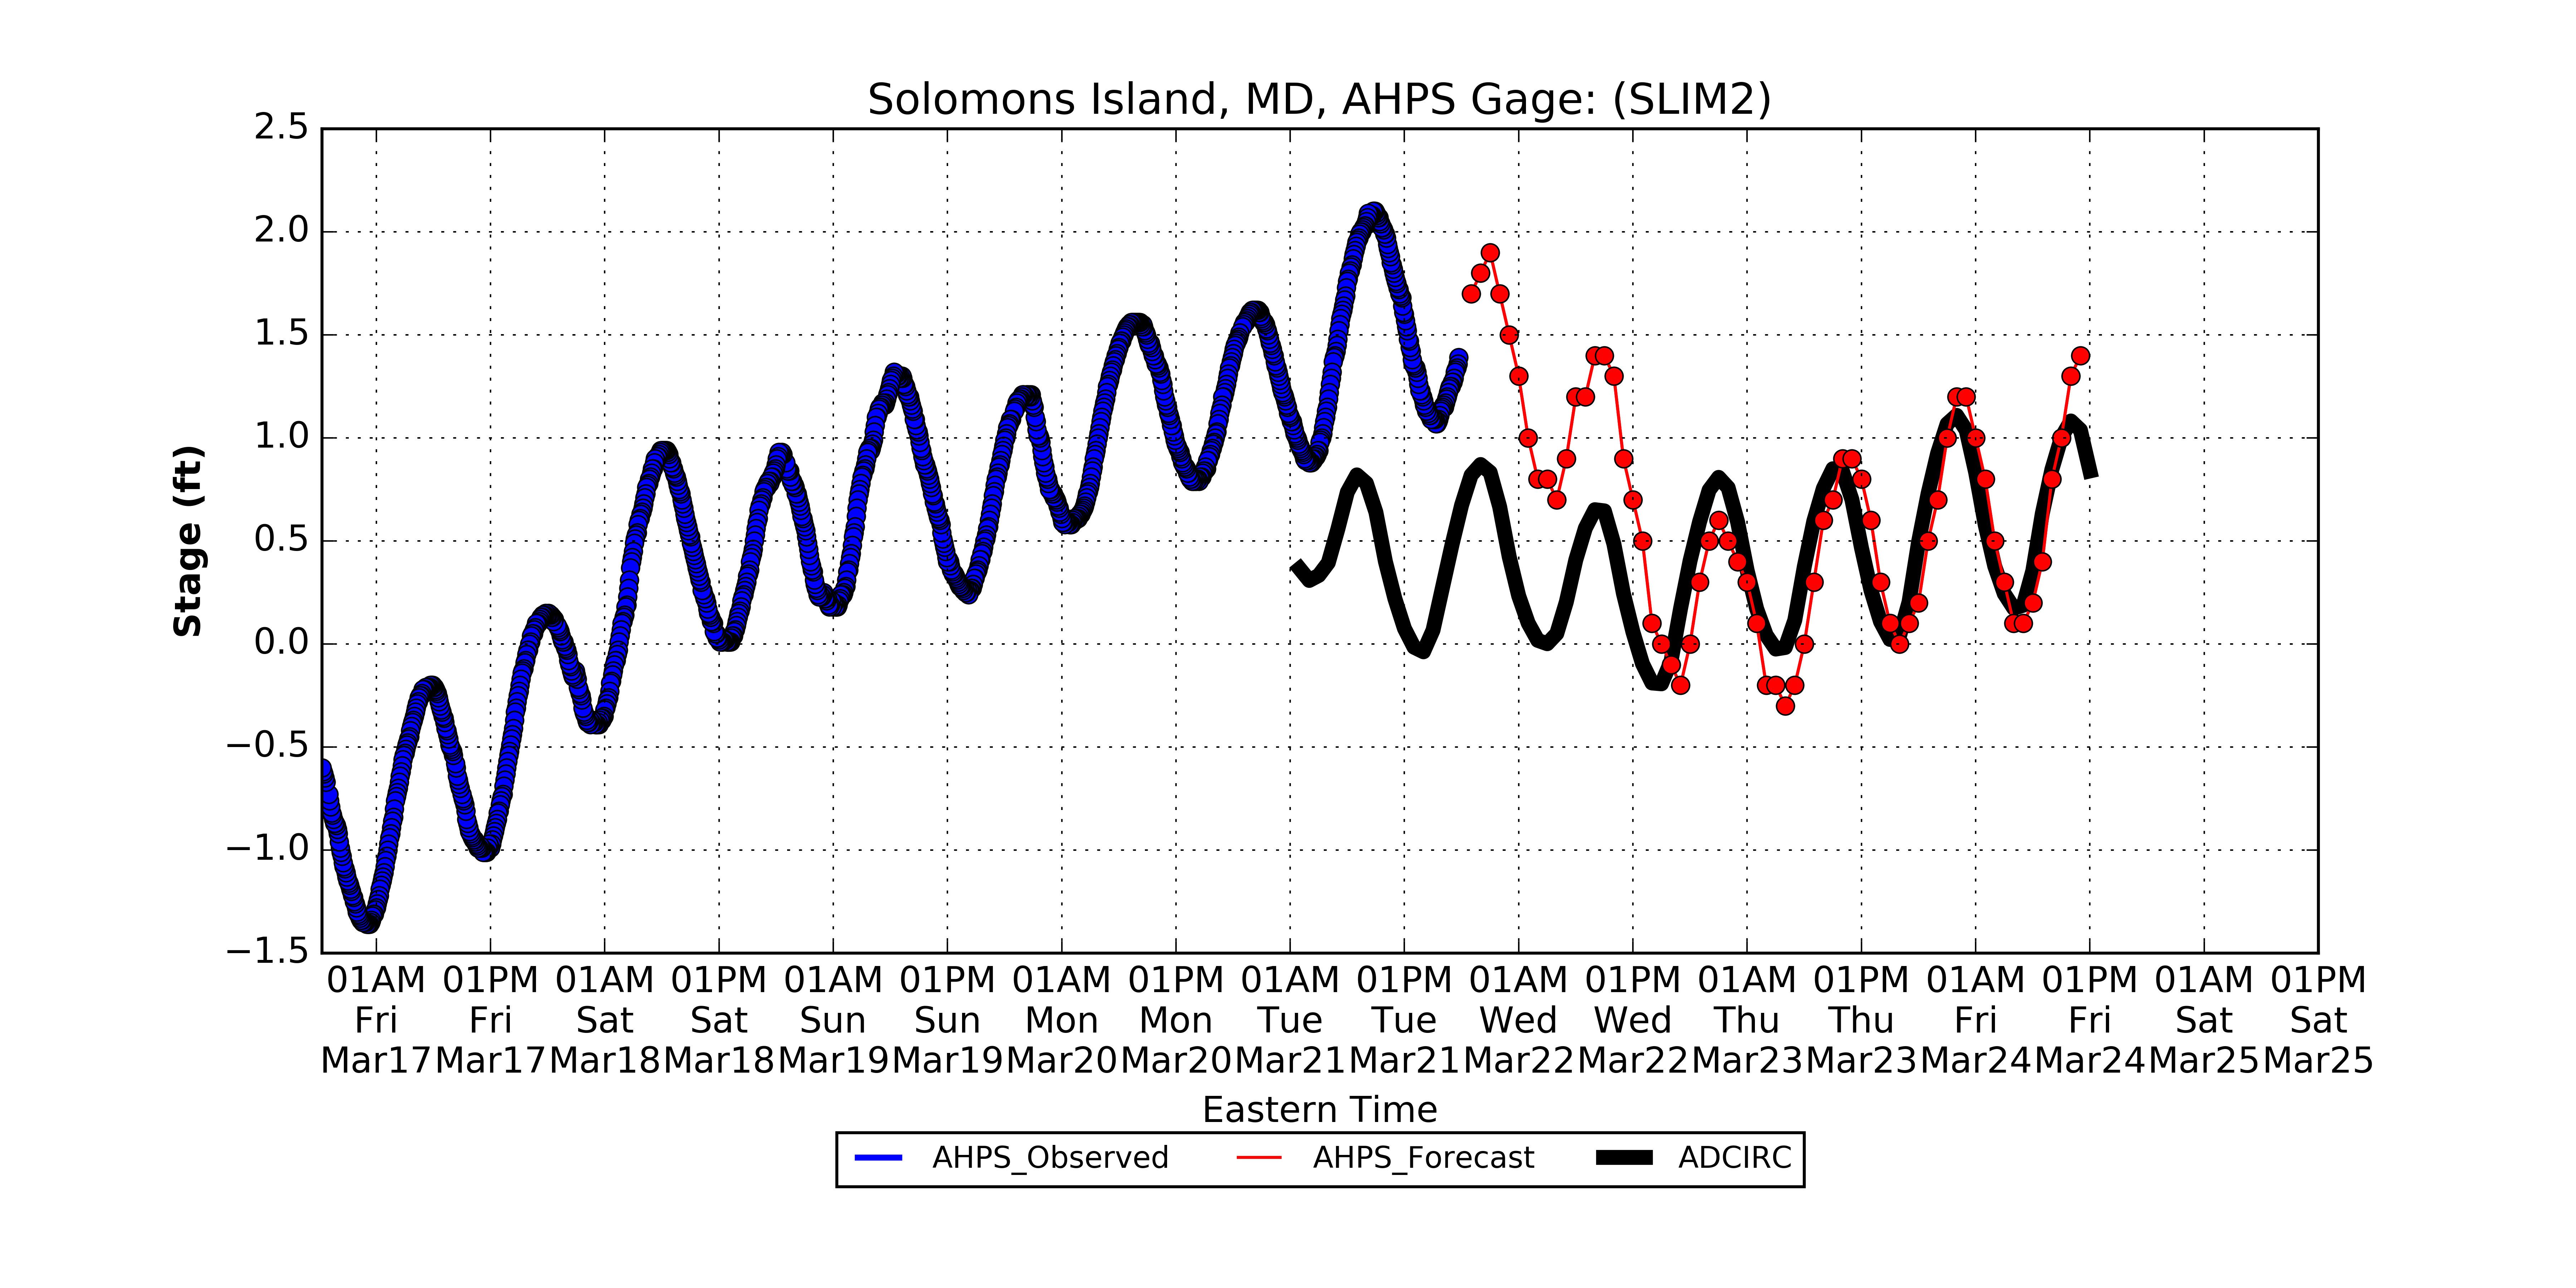 Solomons Island, MD, AHPS Gage: (SLIM2)
2.5
2.0
1.5
1.0
0.5
0.0
−0.5
−1.0
−1.5
Stage (ft)
01AM 01PM 01AM 01PM 01AM 01PM 01AM 01PM 01AM 01PM 01AM 01PM 01AM 01PM 01AM 01PM 01AM 01PM
Fri Fri Sat Sat Sun Sun Mon Mon Tue Tue Wed Wed Thu Thu Fri Fri Sat Sat
Mar17 Mar17 Mar18 Mar18 Mar19 Mar19 Mar20 Mar20 Mar21 Mar21 Mar22 Mar22 Mar23 Mar23 Mar24 Mar24 Mar25 Mar25
Eastern Time
AHPS_Observed AHPS_Forecast ADCIRC